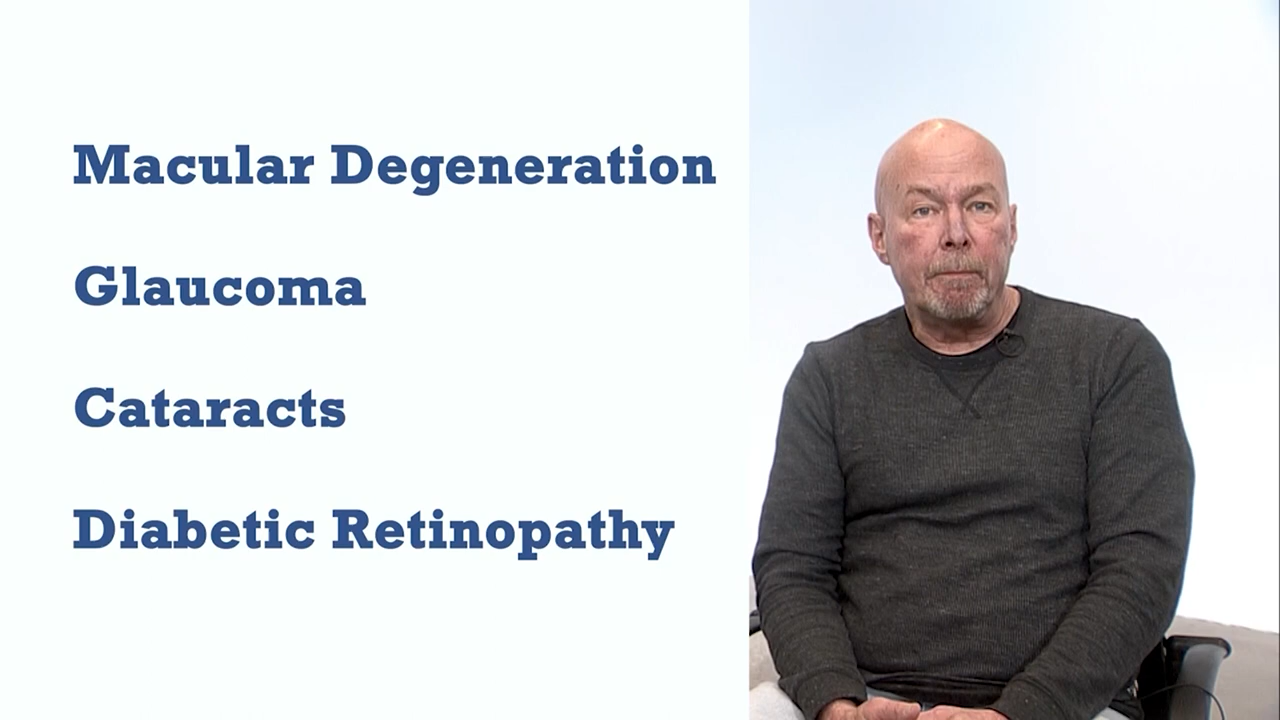 Macular Degeneration
Glaucoma
Cataracts
Diabetic Retinopathy